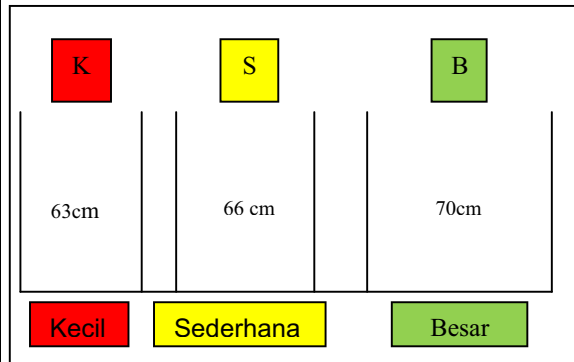 K
S
B
63cm
66 cm
70cm
Kecil
Sederhana
Besar